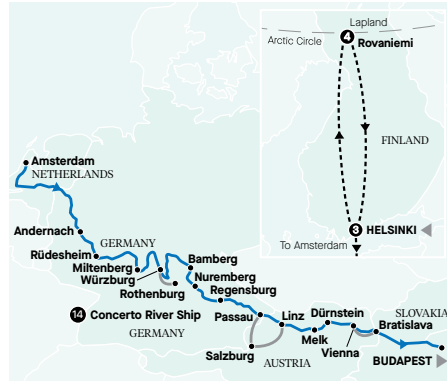 Lapland
Arctic Circle
4
Rovaniemi
FINLAND
3
HELSINKI
To Amsterdam
Amsterdam
NETHERLANDS
Andernach
Rüdesheim
GERMANY
Miltenberg
Würzburg
Rothenburg
Bamberg
Nuremberg
Regensburg
14 Concerto River Ship
GERMANY
Passau
Linz
Salzburg
AUSTRIA
Melk
Dürnstein
Vienna
SLOVAKIA
Bratislava
BUDAPEST